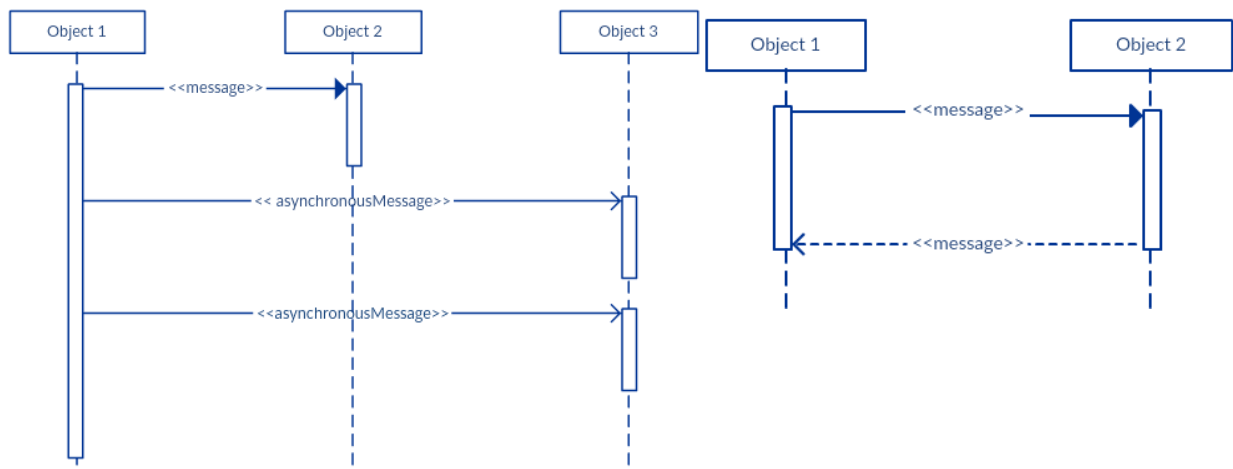 Object 1
Object 2
Object 3
<<message>>
<< asynchronousMessage>>
<<asynchronousMessage>>
Object 1
Object 2
<<message>>
<<message>>